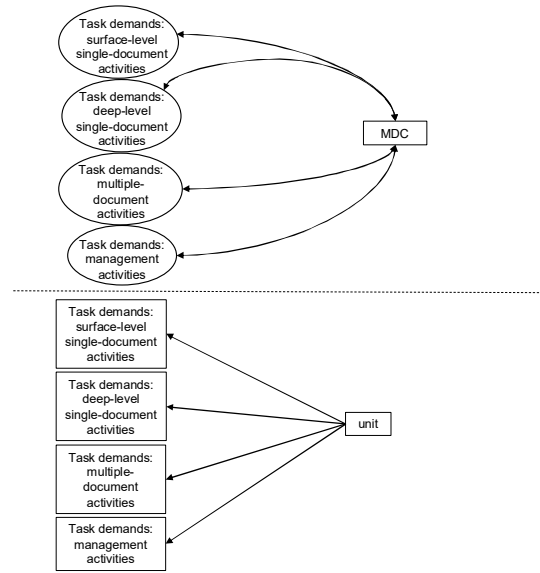 Task demands:
surface-level
single-document
activities
Task demands:
deep-level
single-document
activities
MDC
Task demands:
multiple-
document
activities
Task demands:
management
activities
Task demands:
surface-level
single-document
activities
Task demands:
deep-level
single-document
activities
unit
Task demands:
multiple-
document
activities
Task demands:
management
activities